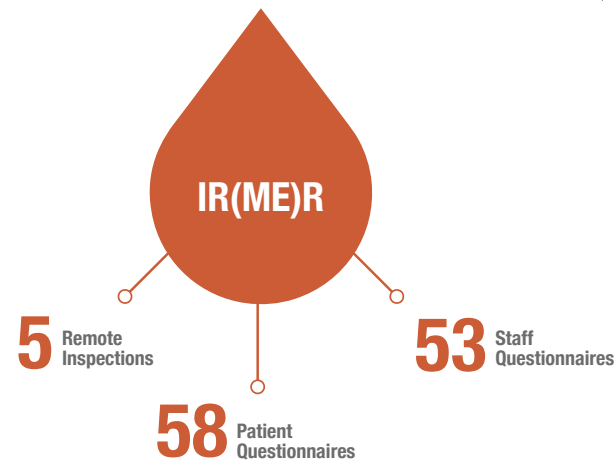 IR(ME)R
5 Remote
Inspections
53 Staff
Questionnaires
58 Patient
Questionnaires